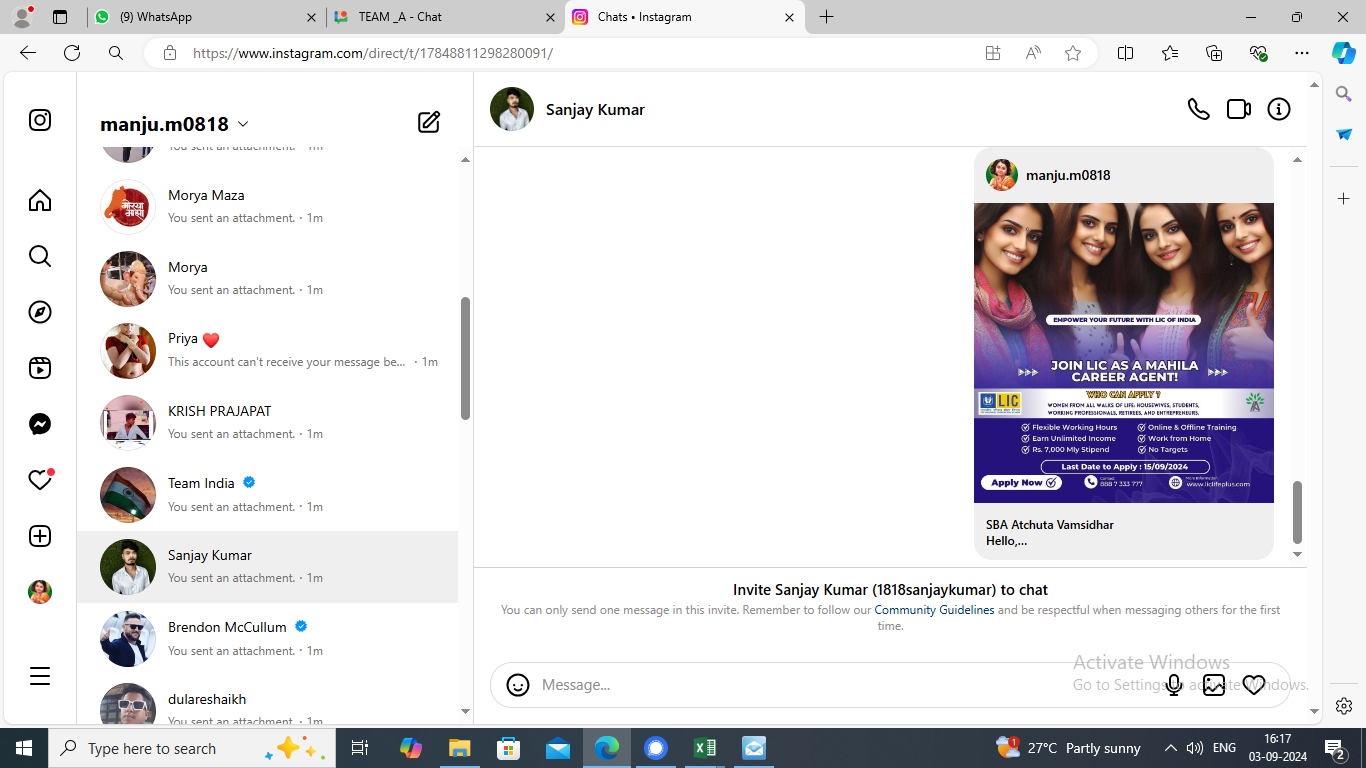 (9) WhatsApp
TEAM _A - Chat
Chats • Instagram
https://www.instagram.com/direct/t/17848811298280091/
manju.m0818
You sent an attachment. · 1m
Morya Maza
You sent an attachment. · 1m
Morya
You sent an attachment. · 1m
Priya ❤️
This account can't receive your message be... · 1m
KRISH PRAJAPAT
You sent an attachment. · 1m
Team India
You sent an attachment. · 1m
Sanjay Kumar
You sent an attachment. · 1m
Brendon McCullum
You sent an attachment. · 1m
dulareshaikh
You sent an attachment. · 1m
Sanjay Kumar
manju.m0818
EMPOWER YOUR FUTURE WITH LIC OF INDIA
JOIN LIC AS A MAHILA
CAREER AGENT!
WHO CAN APPLY ?
LIC
WOMEN FROM ALL WALKS OF LIFE: HOUSEWIVES, STUDENTS,
WORKING PROFESSIONALS, RETIREES, AND ENTREPRENEURS.
Flexible Working Hours
Online & Offline Training
Earn Unlimited Income
Work from Home
Rs. 7,000 Mly Stipend
No Targets
Last Date to Apply : 15/09/2024
Apply Now
Contact
888 7 333 777
www.liclifeplus.com
SBA Atchuta Vamsidhar
Hello,...
Invite Sanjay Kumar (1818sanjaykumar) to chat
You can only send one message in this invite. Remember to follow our Community Guidelines and be respectful when messaging others for the first
time.
Message...
Activate Windows
Go to Settings to activate Windows.
Type here to search
1
27°C Partly sunny
ENG
16:17
03-09-2024
2